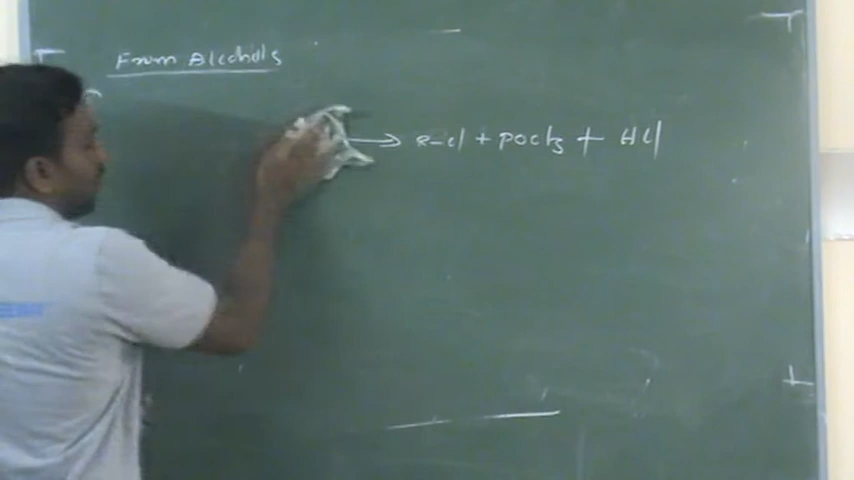 From Alcohols
→ R-Cl + POCl3 + HCl